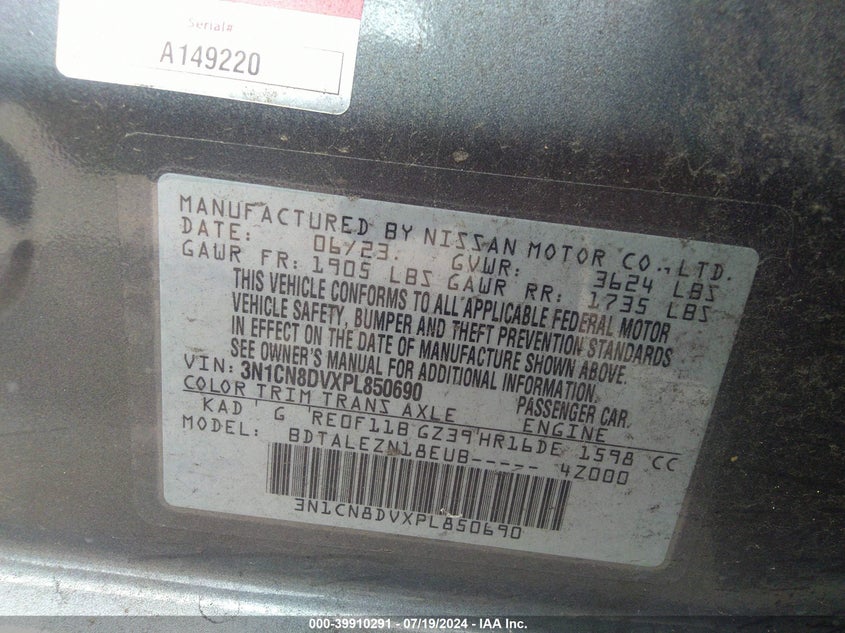 Serial#
A149220
MANUFACTURED BY NISSAN MOTOR CO.,LTD.
DATE: 06/23. GVWR: 3624 LBS
GAWR FR: 1905 LBS GAWR RR: 1735 LBS
THIS VEHICLE CONFORMS TO ALL APPLICABLE FEDERAL MOTOR
VEHICLE SAFETY, BUMPER AND THEFT PREVENTION STANDARDS
IN EFFECT ON THE DATE OF MANUFACTURE SHOWN ABOVE.
SEE OWNER'S MANUAL FOR ADDITIONAL INFORMATION.
VIN: 3N1CN8DVXPL850690 PASSENGER CAR.
COLOR TRIM TRANS AXLE ENGINE
KAD ' G 'RE0F11B GZ39'HR16DE 1598 CC
MODEL: BDTALEZN18EUB----- 4Z000
3N1CN8DVXPL850690
000-39910291 - 07/19/2024 - IAA Inc.